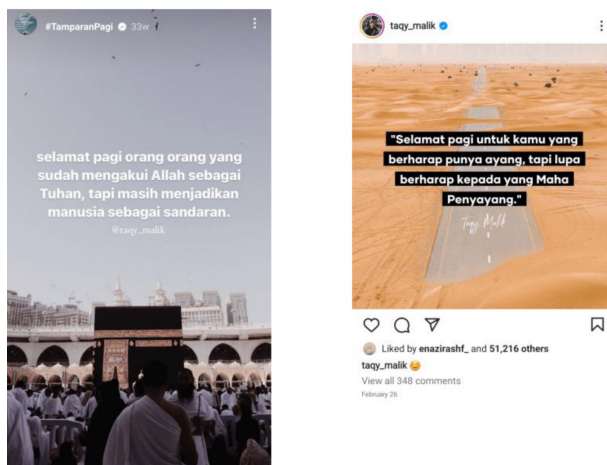 #TamparanPagi 33w
selamat pagi orang orang yang
sudah mengakui Allah sebagai
Tuhan, tapi masih menjadikan
manusia sebagai sandaran.
@taqy_malik
taqy_malik
"Selamat pagi untuk kamu yang
berharap punya ayang, tapi lupa
berharap kepada yang Maha
Penyayang."
Taqy Malik
Liked by enazirashf_ and 51,216 others
taqy_malik
View all 348 comments
February 26